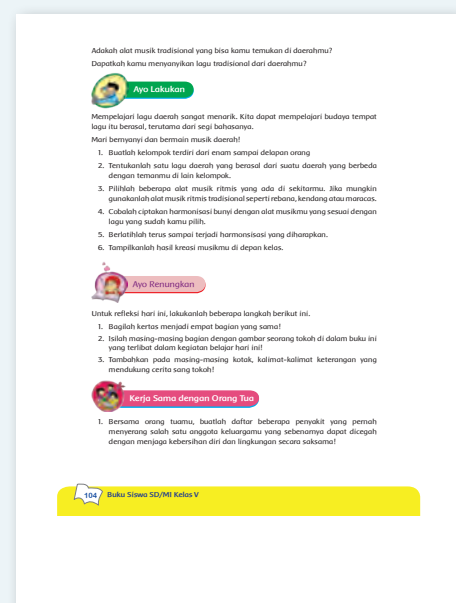 Adakah alat musik tradisional yang bisa kamu temukan di daerahmu?
Dapatkah kamu menyanyikan lagu tradisional dari daerahmu?
Ayo Lakukan
Mempelajari lagu daerah sangat menarik. Kita dapat mempelajari budaya tempat
lagu itu berasal, terutama dari segi bahasanya.
Mari bernyanyi dan bermain musik daerah!
1. Buatlah kelompok terdiri dari enam sampai delapan orang
2. Tentukanlah satu lagu daerah yang berasal dari suatu daerah yang berbeda
dengan temanmu di lain kelompok.
3. Pilihlah beberapa alat musik ritmis yang ada di sekitarmu. Jika mungkin
gunakanlah alat musik ritmis tradisional seperti rebana, kendang atau maracas.
4. Cobalah ciptakan harmonisasi bunyi dengan alat musikmu yang sesuai dengan
lagu yang sudah kamu pilih.
5. Berlatihlah terus sampai terjadi harmonsisasi yang diharapkan.
6. Tampilkanlah hasil kreasi musikmu di depan kelas.
Ayo Renungkan
Untuk refleksi hari ini, lakukanlah beberapa langkah berikut ini.
1. Bagilah kertas menjadi empat bagian yang sama!
2. Isilah masing-masing bagian dengan gambar seorang tokoh di dalam buku ini
yang terlibat dalam kegiatan belajar hari ini!
3. Tambahkan pada masing-masing kotak, kalimat-kalimat keterangan yang
mendukung cerita sang tokoh!
Kerja Sama dengan Orang Tua
1. Bersama orang tuamu, buatlah daftar beberapa penyakit yang pernah
menyerang salah satu anggota keluargamu yang sebenarnya dapat dicegah
dengan menjaga kebersihan diri dan lingkungan secara saksama!
104 Buku Siswa SD/MI Kelas V